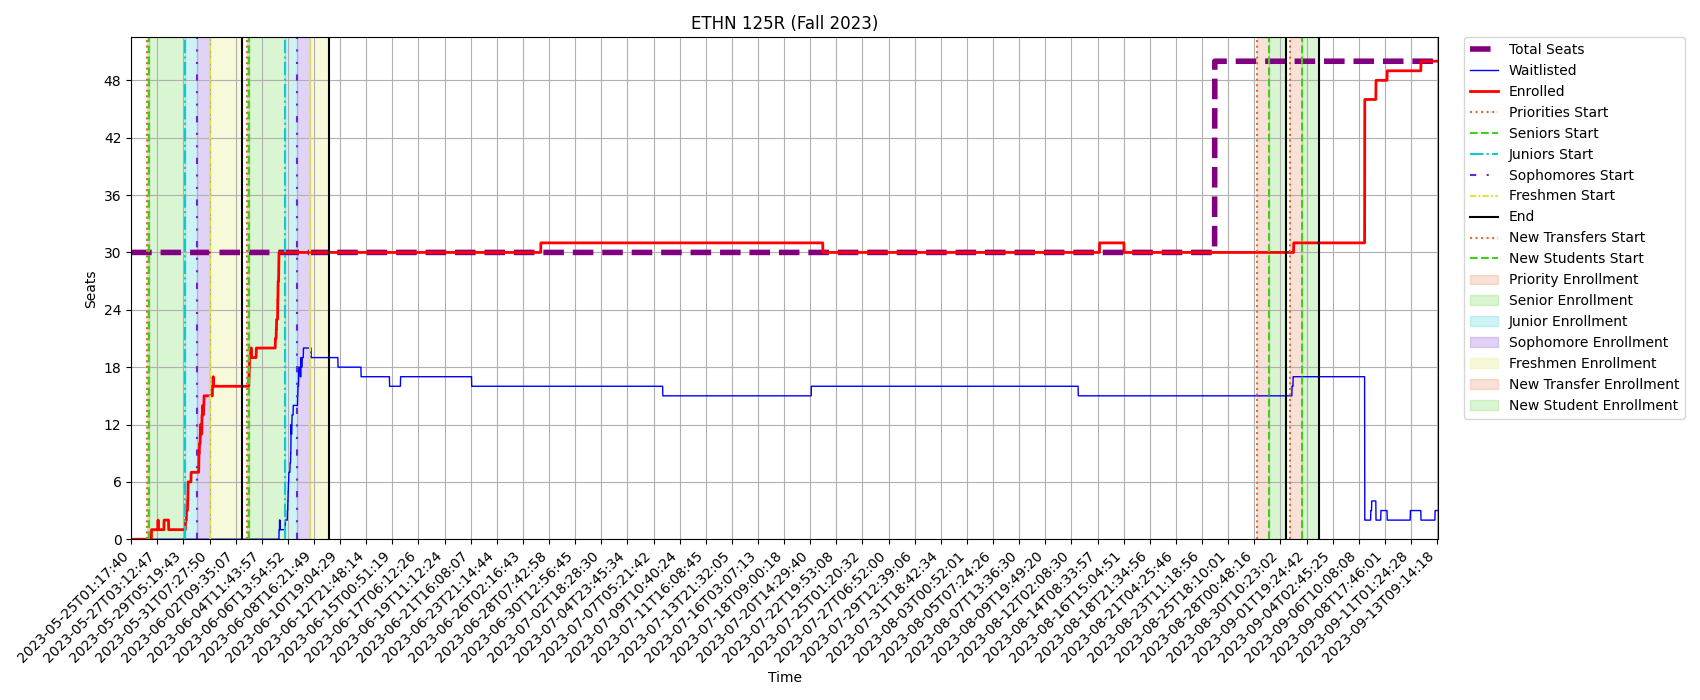 ETHN 125R (Fall 2023)
Seats
48
42
36
30
24
18
12
6
0
2023-05-25T01:17:40
2023-05-27T03:12:47
2023-05-29T05:19:43
2023-05-31T07:27:50
2023-06-02T09:35:07
2023-06-04T11:43:57
2023-06-06T13:54:52
2023-06-08T16:21:49
2023-06-10T19:04:29
2023-06-12T21:48:14
2023-06-15T00:51:19
2023-06-17T06:12:26
2023-06-19T11:12:24
2023-06-21T16:08:07
2023-06-23T21:14:44
2023-06-26T02:16:43
2023-06-28T07:42:58
2023-06-30T12:56:45
2023-07-02T18:28:30
2023-07-04T23:45:34
2023-07-07T05:21:42
2023-07-09T10:40:24
2023-07-11T16:08:45
2023-07-13T21:32:05
2023-07-16T03:07:13
2023-07-18T09:00:18
2023-07-20T14:29:40
2023-07-22T19:53:08
2023-07-25T01:20:32
2023-07-27T06:52:00
2023-07-29T12:39:06
2023-07-31T18:42:34
2023-08-03T00:52:01
2023-08-05T07:24:26
2023-08-07T13:36:30
2023-08-09T19:49:20
2023-08-12T02:08:30
2023-08-14T08:33:57
2023-08-16T15:04:51
2023-08-18T21:34:56
2023-08-21T04:25:46
2023-08-23T11:18:56
2023-08-25T18:10:01
2023-08-28T00:48:16
2023-08-30T10:23:02
2023-09-01T19:24:42
2023-09-04T02:45:25
2023-09-06T10:08:08
2023-09-08T17:46:01
2023-09-11T01:24:28
2023-09-13T09:14:18
Time
Total Seats
Waitlisted
Enrolled
Priorities Start
Seniors Start
Juniors Start
Sophomores Start
Freshmen Start
End
New Transfers Start
New Students Start
Priority Enrollment
Senior Enrollment
Junior Enrollment
Sophomore Enrollment
Freshmen Enrollment
New Transfer Enrollment
New Student Enrollment